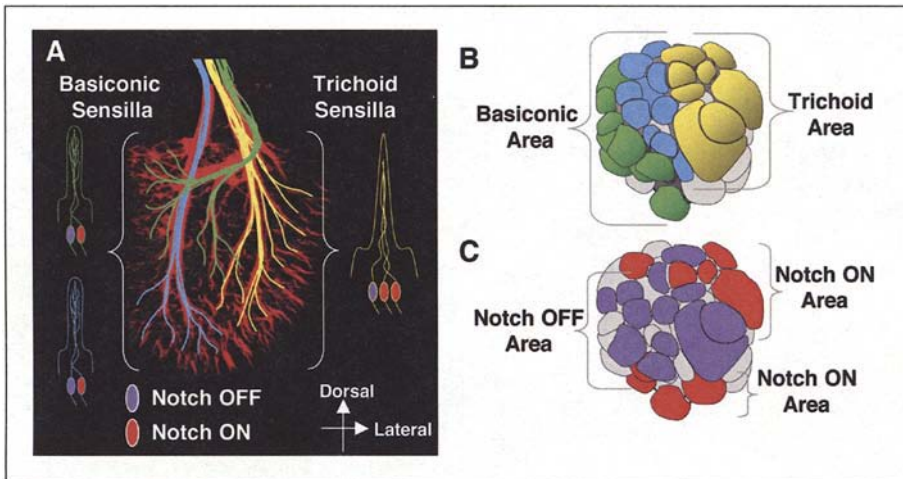 A
Basiconic
Sensilla
Trichoid
Sensilla
Notch OFF
Notch ON
Dorsal
Lateral
B
Basiconic
Area
Trichoid
Area
C
Notch OFF
Area
Notch ON
Area
Notch ON
Area